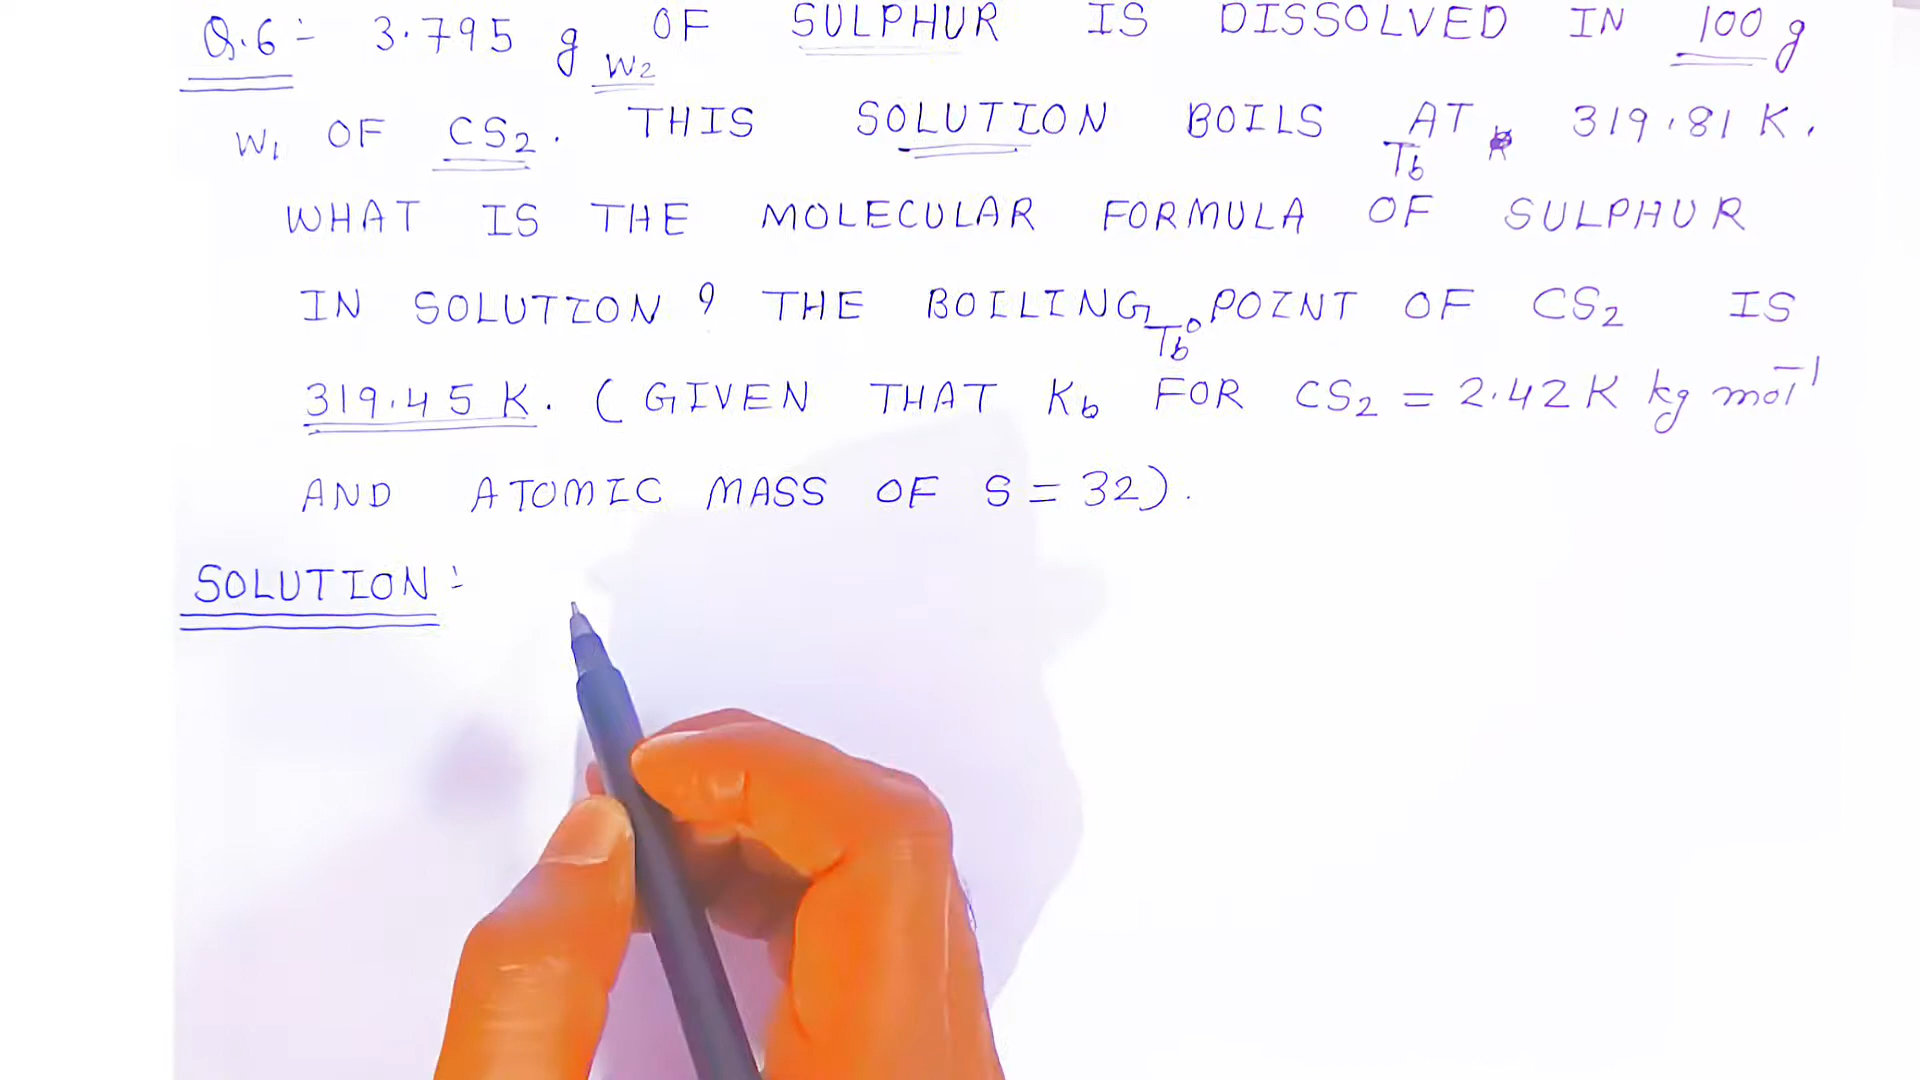 Q.6:- 3.795 g OF SULPHUR IS DISSOLVED IN 100 g
W2
W1 OF CS2. THIS SOLUTION BOILS AT 319.81 K.
Tb
WHAT IS THE MOLECULAR FORMULA OF SULPHUR
IN SOLUTION ? THE BOILING POINT OF CS2 IS
Tb°
319.45 K. (GIVEN THAT Kb FOR CS2 = 2.42 K kg mol⁻¹
AND ATOMIC MASS OF S = 32).
SOLUTION :-